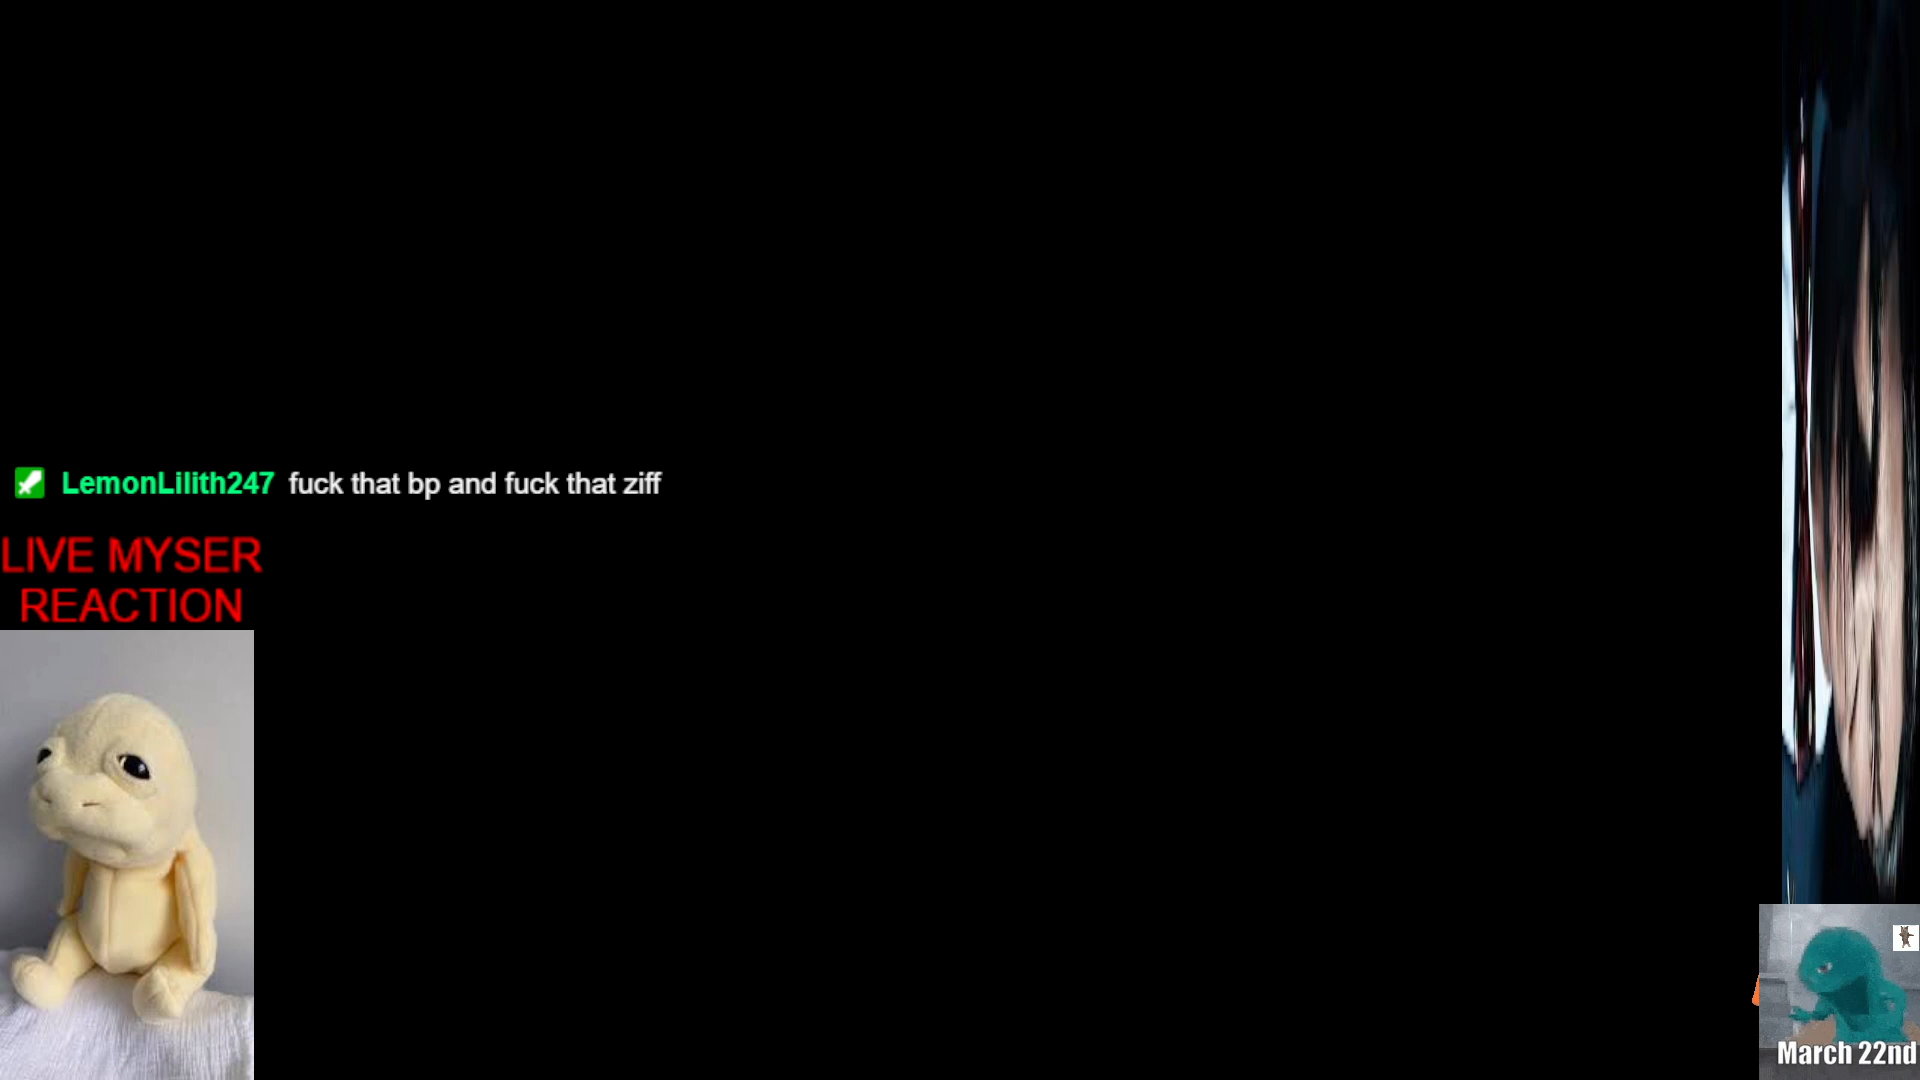 LemonLilith247 fuck that bp and fuck that ziff
LIVE MYSER
REACTION
March 22nd